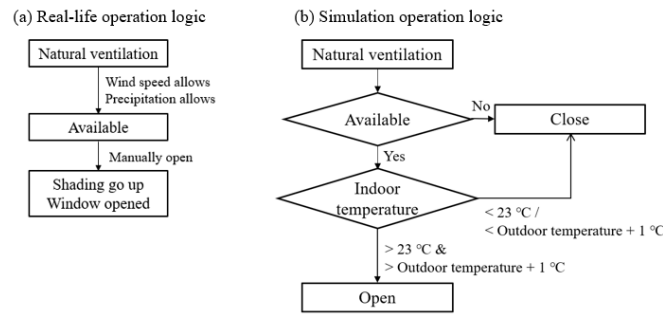 (a) Real-life operation logic
Natural ventilation
Wind speed allows
Precipitation allows
Available
Manually open
Shading go up
Window opened
(b) Simulation operation logic
Natural ventilation
Available
No
Close
Yes
Indoor
temperature
< 23 ℃ /
< Outdoor temperature + 1 ℃
> 23 ℃ &
> Outdoor temperature + 1 ℃
Open